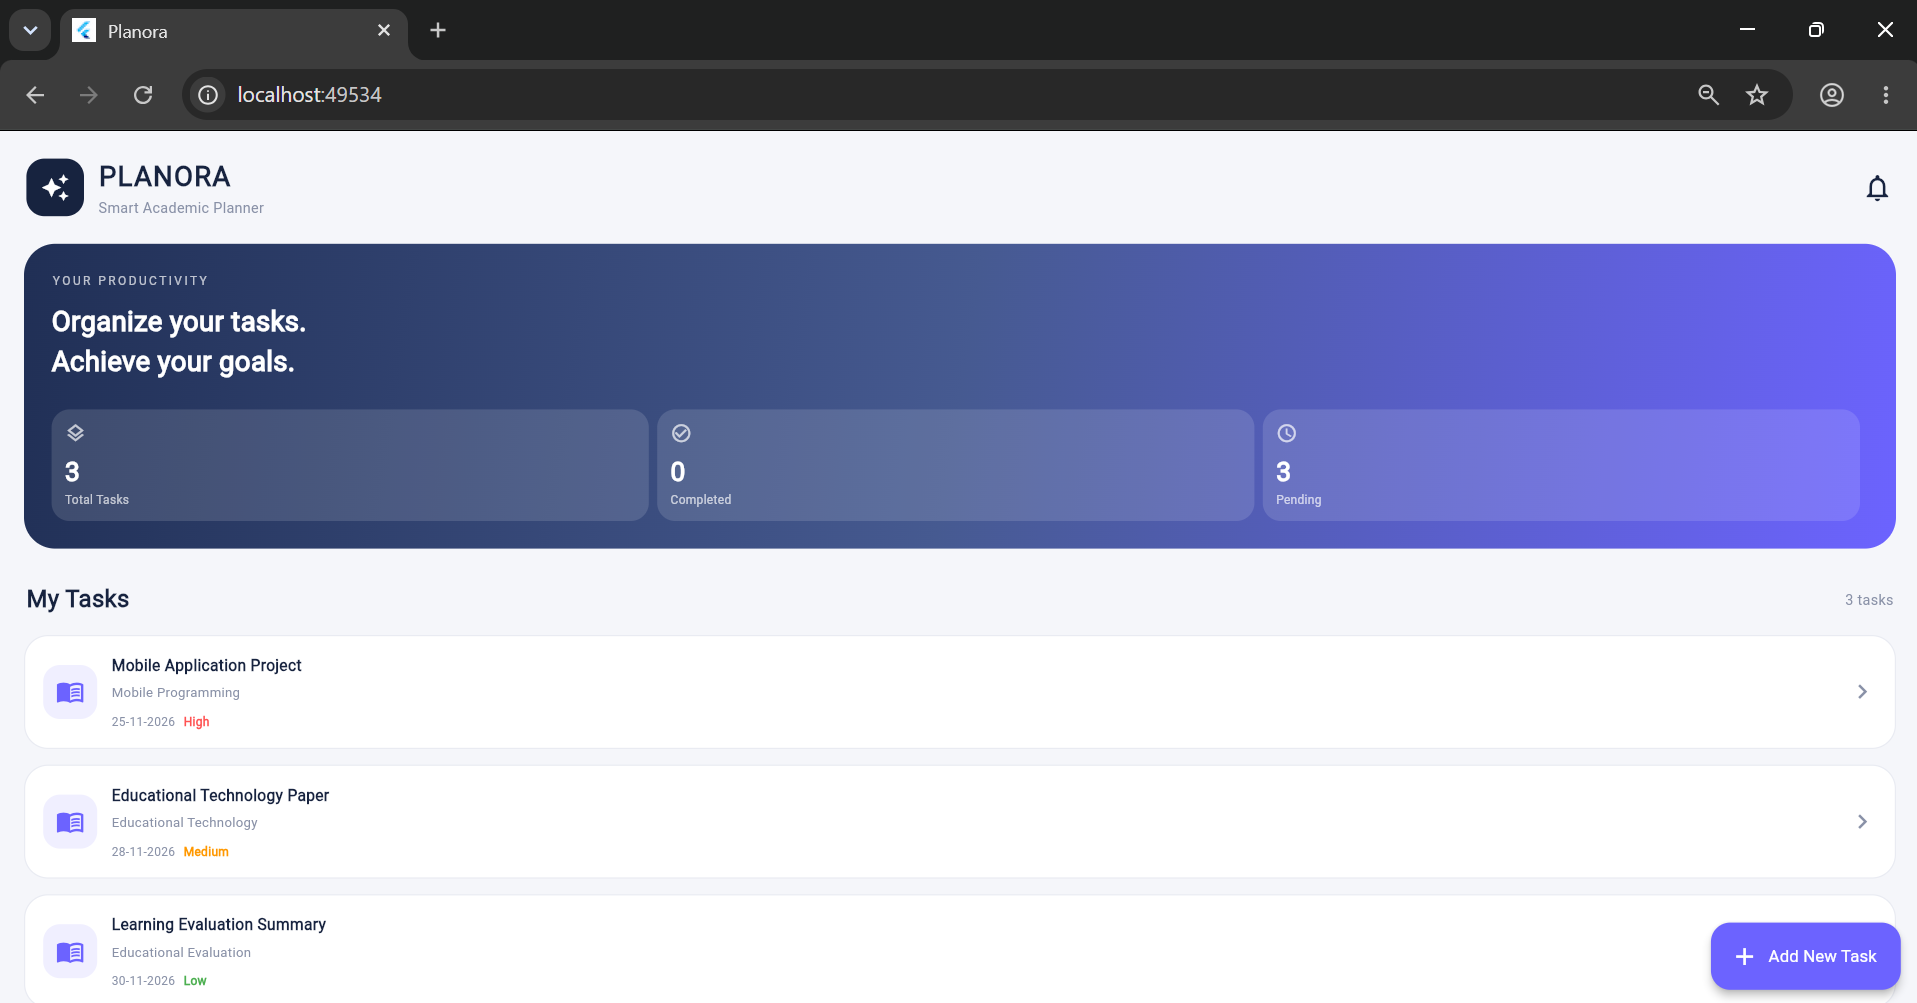 Planora
localhost:49534
PLANORA
Smart Academic Planner
YOUR PRODUCTIVITY
Organize your tasks.
Achieve your goals.
3
Total Tasks
0
Completed
3
Pending
My Tasks
3 tasks
Mobile Application Project
Mobile Programming
25-11-2026 High
Educational Technology Paper
Educational Technology
28-11-2026 Medium
Learning Evaluation Summary
Educational Evaluation
30-11-2026 Low
Add New Task